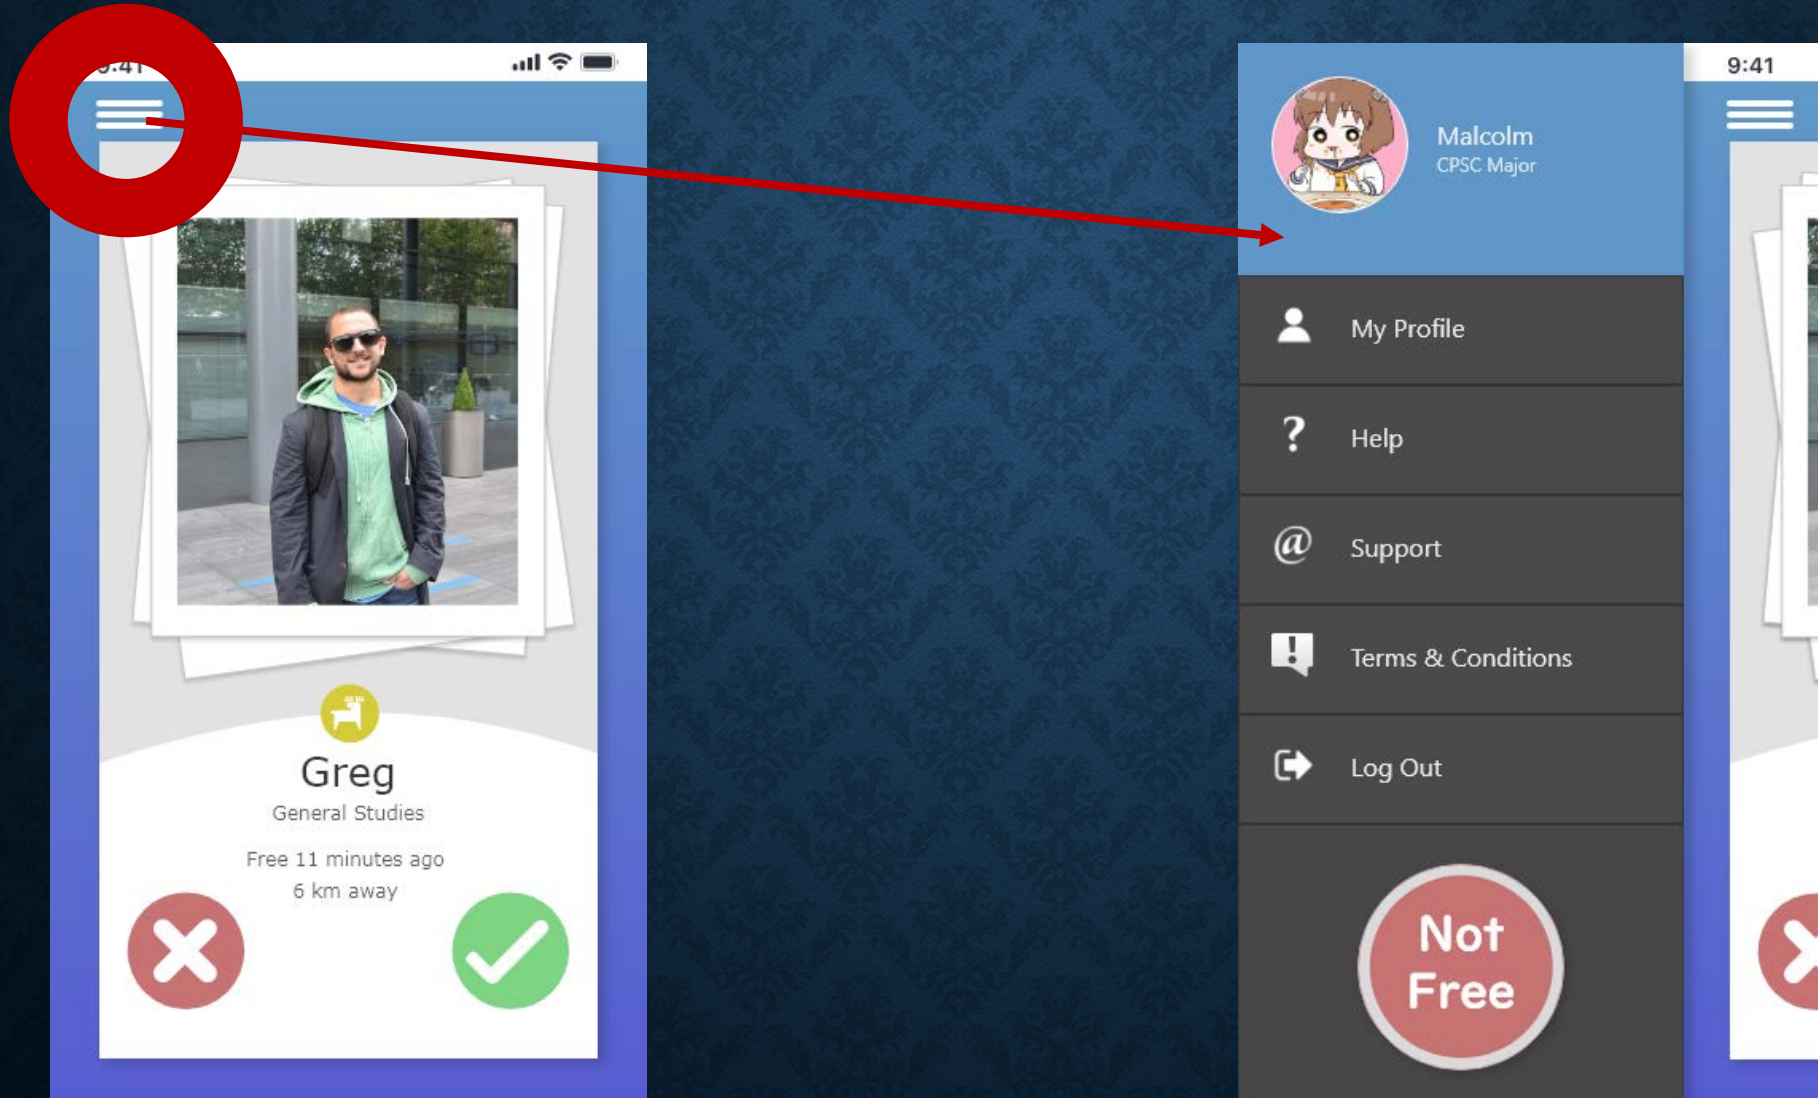 9:41
Greg
General Studies
Free 11 minutes ago
6 km away
Malcolm
CPSC Major
My Profile
?
Help
@
Support
!
Terms & Conditions
Log Out
Not
Free
9:41